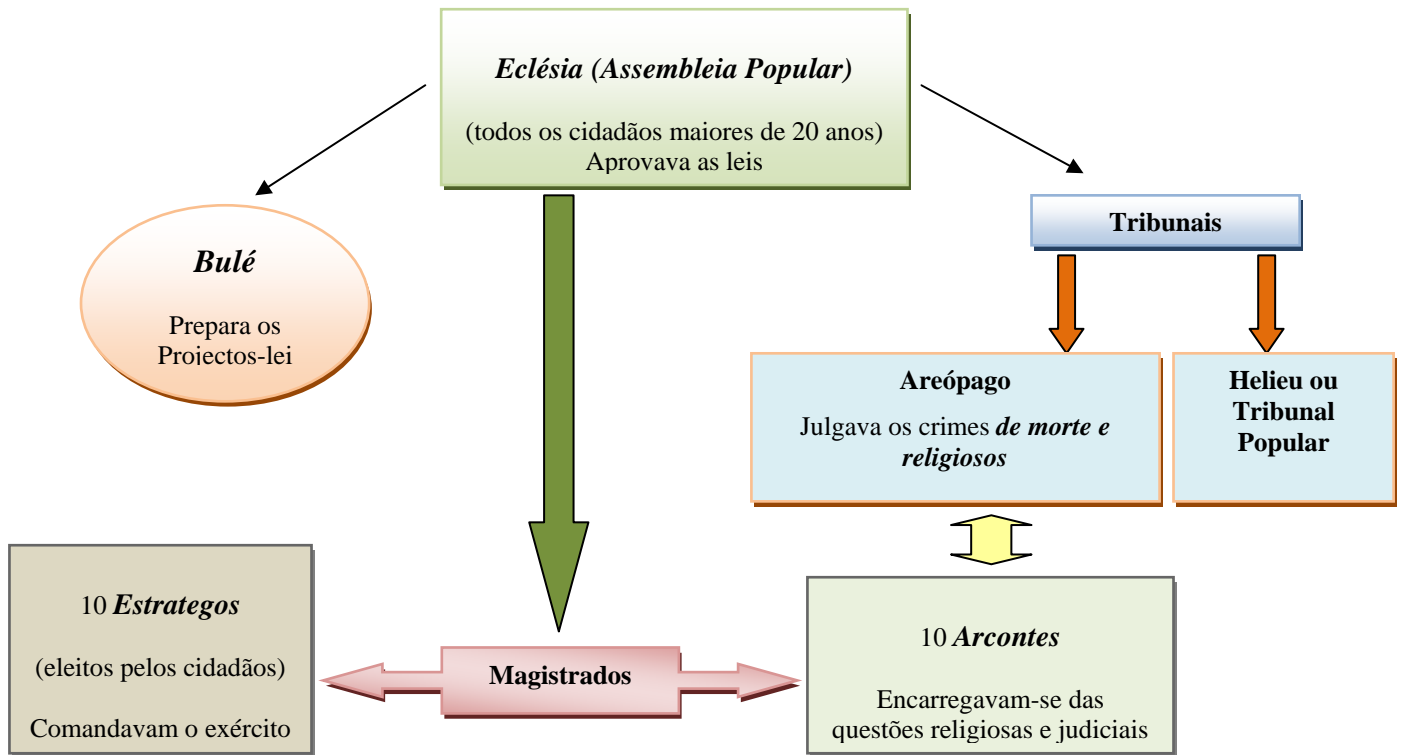 Eclésia (Assembleia Popular)
(todos os cidadãos maiores de 20 anos)
Aprovava as leis
Bulé
Prepara os
Projectos-lei
Tribunais
Areópago
Julgava os crimes de morte e
religiosos
Helieu ou
Tribunal
Popular
10 Estrategos
(eleitos pelos cidadãos)
Comandavam o exército
Magistrados
10 Arcontes
Encarregavam-se das
questões religiosas e judiciais